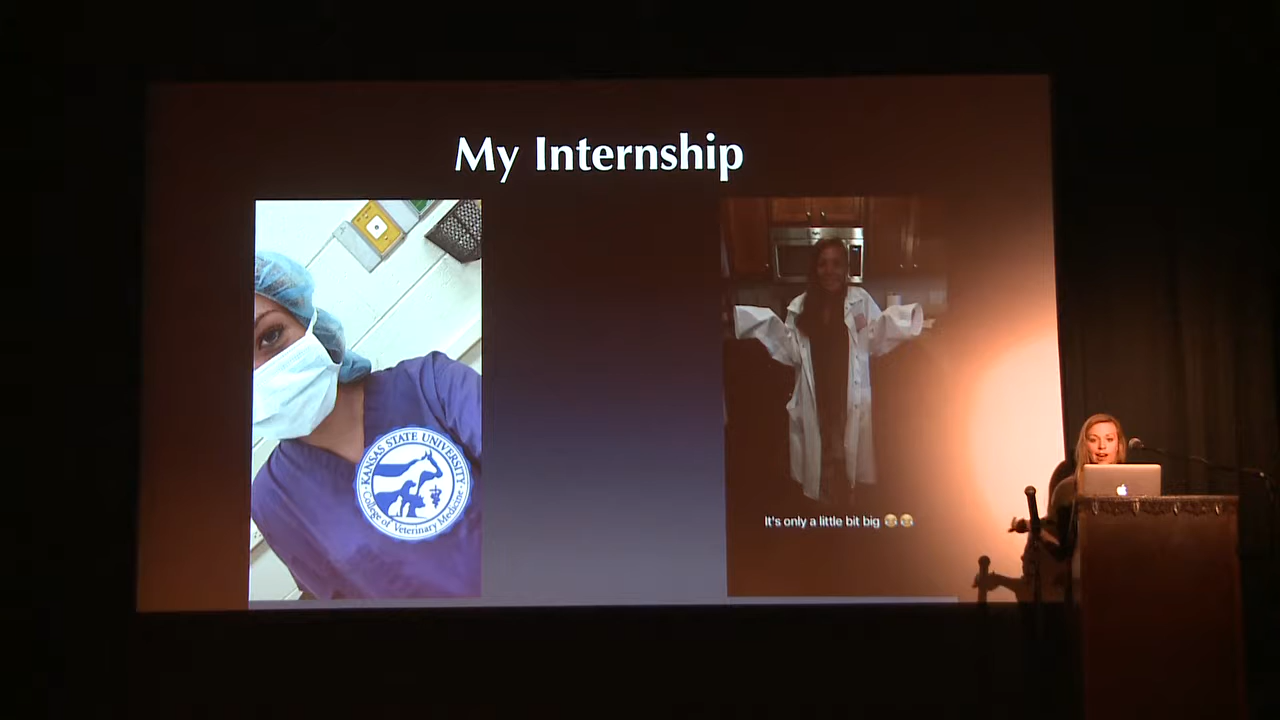 My Internship
KANSAS STATE UNIVERSITY
College of Veterinary Medicine
It's only a little bit big 😂😂